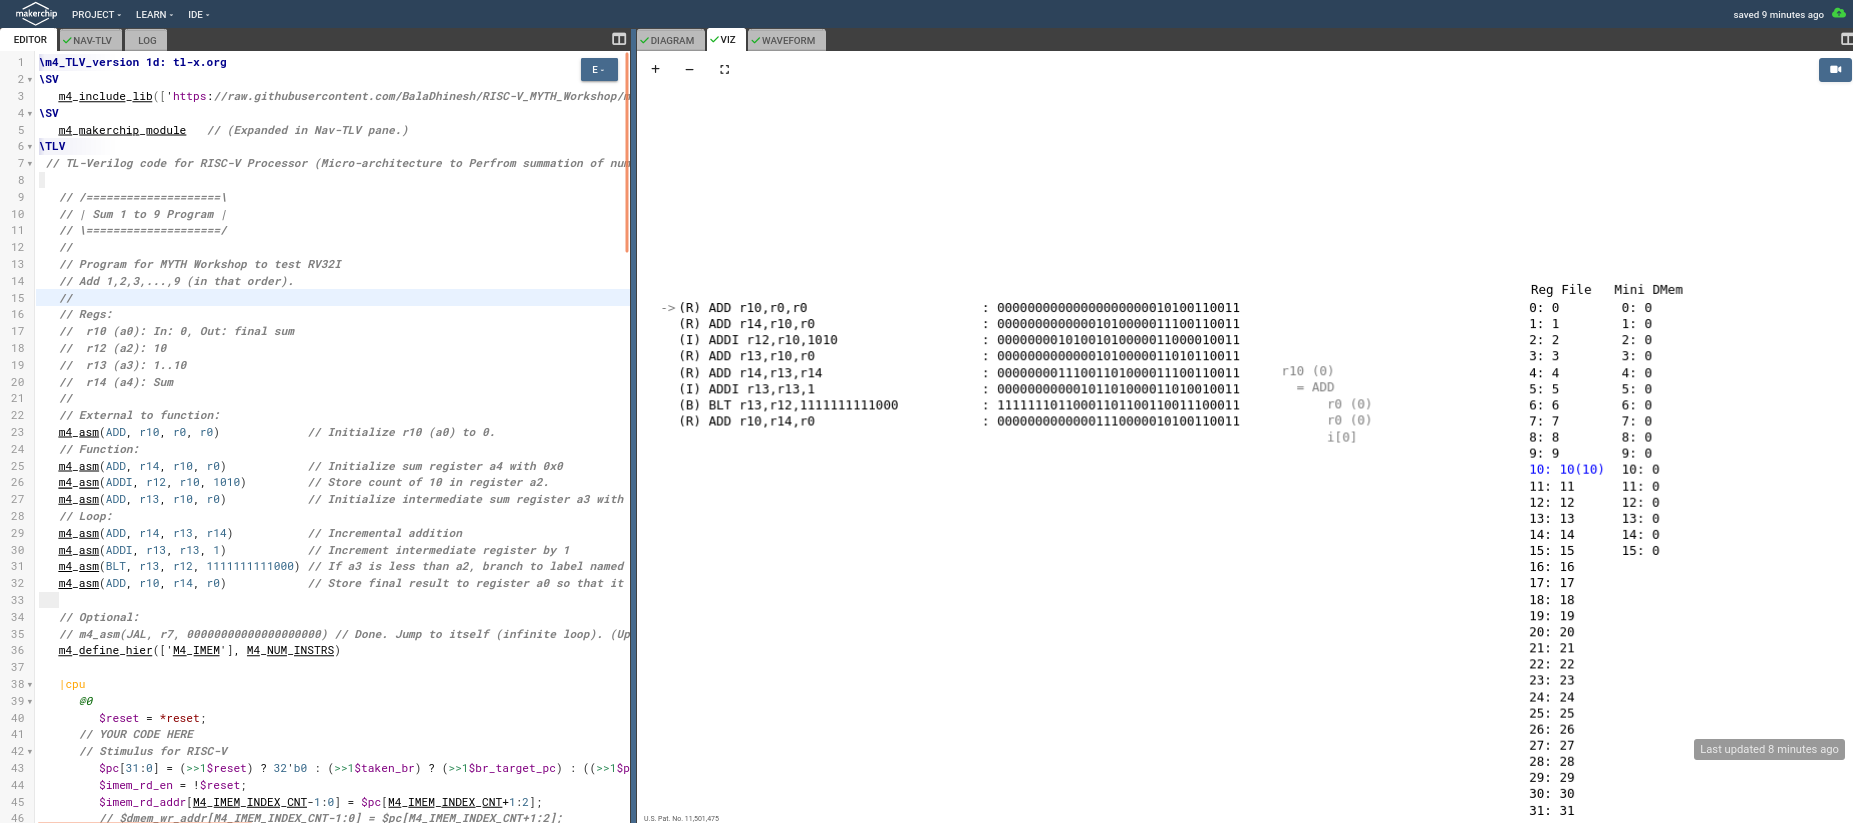 makerchip PROJECT LEARN IDE saved 9 minutes ago
EDITOR NAV-TLV LOG
1 \m4_TLV_version 1d: tl-x.org
E
2 \SV
3 m4_include_lib(['https://raw.githubusercontent.com/BalaDhinesh/RISC-V_MYTH_Workshop/m
4 \SV
5 m4_makerchip_module // (Expanded in Nav-TLV pane.)
6 \TLV
7 // TL-Verilog code for RISC-V Processor (Micro-architecture to Perfrom summation of num
8
9 // /====================\
10 // | Sum 1 to 9 Program |
11 // \====================/
12 //
13 // Program for MYTH Workshop to test RV32I
14 // Add 1,2,3,...,9 (in that order).
15 //
16 // Regs:
17 // r10 (a0): In: 0, Out: final sum
18 // r12 (a2): 10
19 // r13 (a3): 1..10
20 // r14 (a4): Sum
21 //
22 // External to function:
23 m4_asm(ADD, r10, r0, r0) // Initialize r10 (a0) to 0.
24 // Function:
25 m4_asm(ADD, r14, r10, r0) // Initialize sum register a4 with 0x0
26 m4_asm(ADDI, r12, r10, 1010) // Store count of 10 in register a2.
27 m4_asm(ADD, r13, r10, r0) // Initialize intermediate sum register a3 with
28 // Loop:
29 m4_asm(ADD, r14, r13, r14) // Incremental addition
30 m4_asm(ADDI, r13, r13, 1) // Increment intermediate register by 1
31 m4_asm(BLT, r13, r12, 1111111111000) // If a3 is less than a2, branch to label named
32 m4_asm(ADD, r10, r14, r0) // Store final result to register a0 so that it
33
34 // Optional:
35 // m4_asm(JAL, r7, 00000000000000000000) // Done. Jump to itself (infinite loop). (Up
36 m4_define_hier(['M4_IMEM'], M4_NUM_INSTRS)
37
38 |cpu
39 @0
40 $reset = *reset;
41 // YOUR CODE HERE
42 // Stimulus for RISC-V
43 $pc[31:0] = (>>1$reset) ? 32'b0 : (>>1$taken_br) ? (>>1$br_target_pc) : ((>>1$p
44 $imem_rd_en = !$reset;
45 $imem_rd_addr[M4_IMEM_INDEX_CNT-1:0] = $pc[M4_IMEM_INDEX_CNT+1:2];
46 // $dmem_wr_addr[M4_IMEM_INDEX_CNT-1:0] = $pc[M4_IMEM_INDEX_CNT+1:2];
DIAGRAM VIZ WAVEFORM
-> (R) ADD r10,r0,r0 : 00000000000000000000010100110011
(R) ADD r14,r10,r0 : 00000000000001010000011100110011
(I) ADDI r12,r10,1010 : 00000000101001010000011000010011
(R) ADD r13,r10,r0 : 00000000000001010000011010110011
(R) ADD r14,r13,r14 : 00000000111001101000011100110011
(I) ADDI r13,r13,1 : 00000000000101101000011010010011
(B) BLT r13,r12,1111111111000 : 11111110110001101100110011100011
(R) ADD r10,r14,r0 : 00000000000001110000010100110011
r10 (0)
= ADD
r0 (0)
r0 (0)
i[0]
Reg File Mini DMem
0: 0 0: 0
1: 1 1: 0
2: 2 2: 0
3: 3 3: 0
4: 4 4: 0
5: 5 5: 0
6: 6 6: 0
7: 7 7: 0
8: 8 8: 0
9: 9 9: 0
10: 10(10) 10: 0
11: 11 11: 0
12: 12 12: 0
13: 13 13: 0
14: 14 14: 0
15: 15 15: 0
16: 16
17: 17
18: 18
19: 19
20: 20
21: 21
22: 22
23: 23
24: 24
25: 25
26: 26
27: 27
28: 28
29: 29
30: 30
31: 31
Last updated 8 minutes ago
U.S. Pat. No. 11,501,475